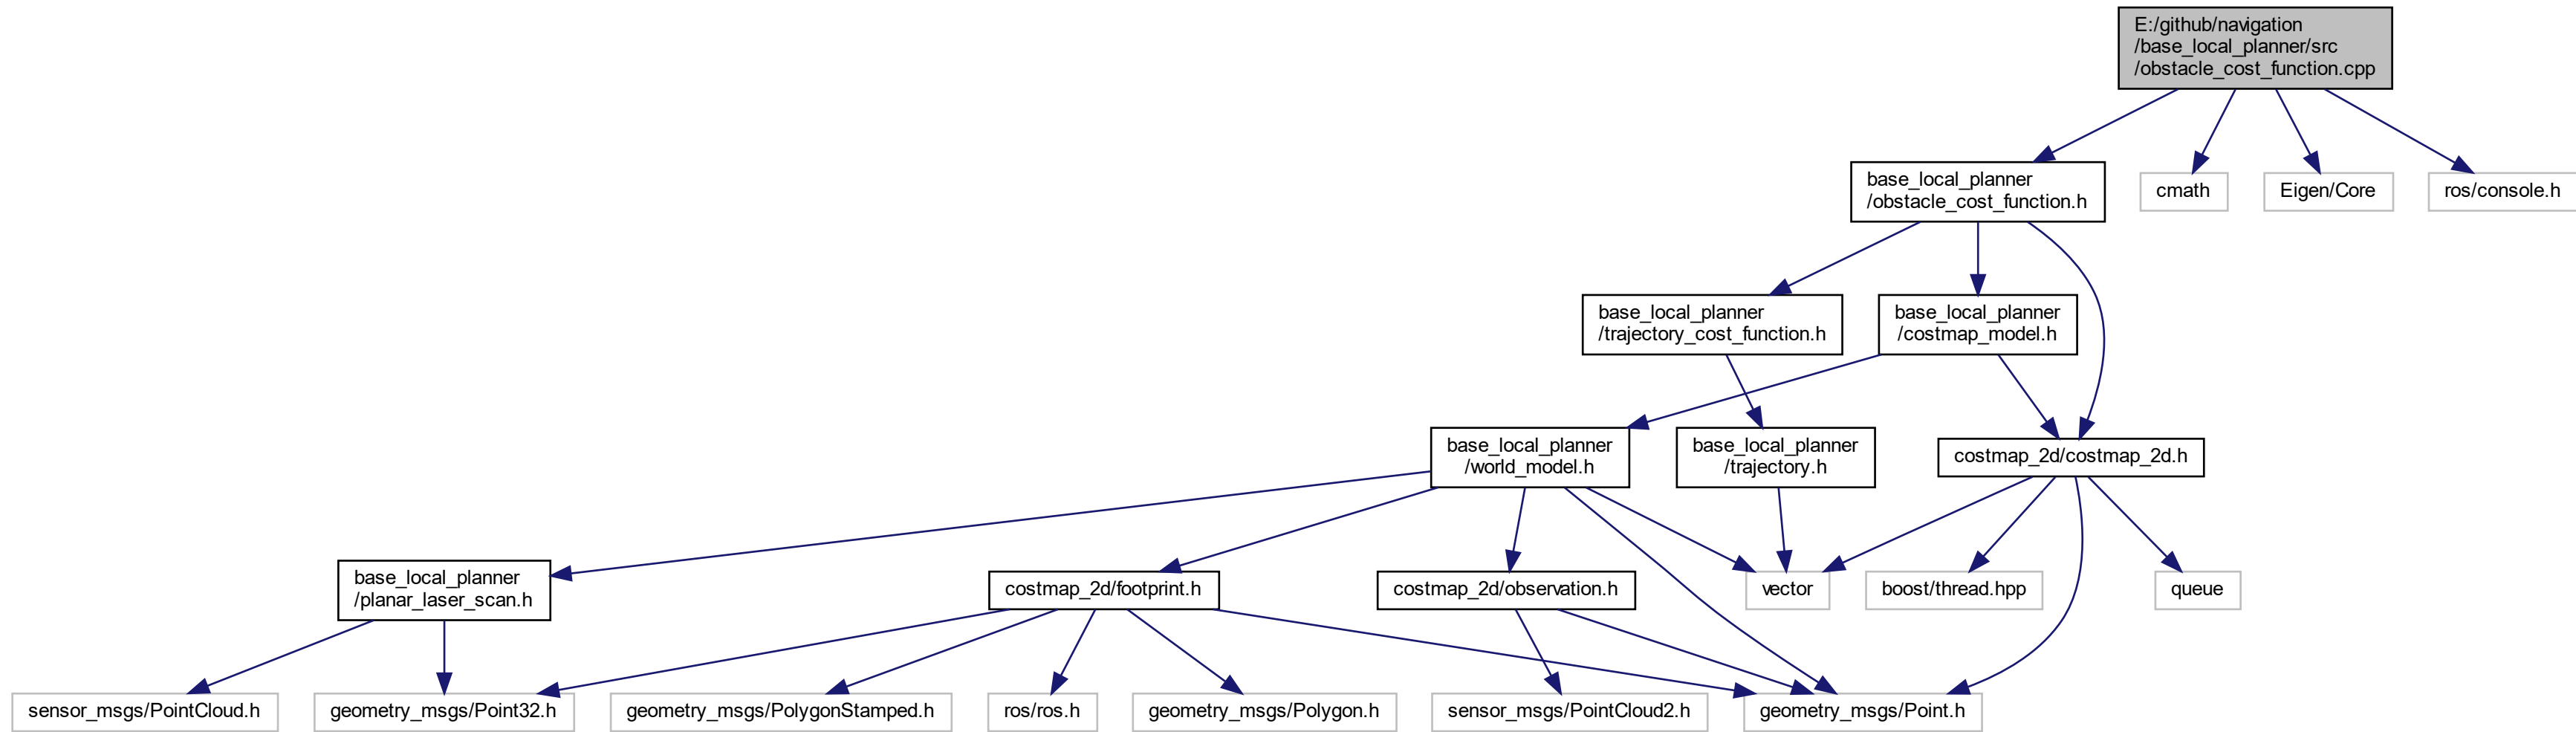 E:/github/navigation
/base_local_planner/src
/obstacle_cost_function.cpp
base_local_planner
/obstacle_cost_function.h
cmath
Eigen/Core
ros/console.h
base_local_planner
/trajectory_cost_function.h
base_local_planner
/costmap_model.h
base_local_planner
/world_model.h
base_local_planner
/trajectory.h
costmap_2d/costmap_2d.h
base_local_planner
/planar_laser_scan.h
costmap_2d/footprint.h
costmap_2d/observation.h
vector
boost/thread.hpp
queue
sensor_msgs/PointCloud.h
geometry_msgs/Point32.h
geometry_msgs/PolygonStamped.h
ros/ros.h
geometry_msgs/Polygon.h
sensor_msgs/PointCloud2.h
geometry_msgs/Point.h